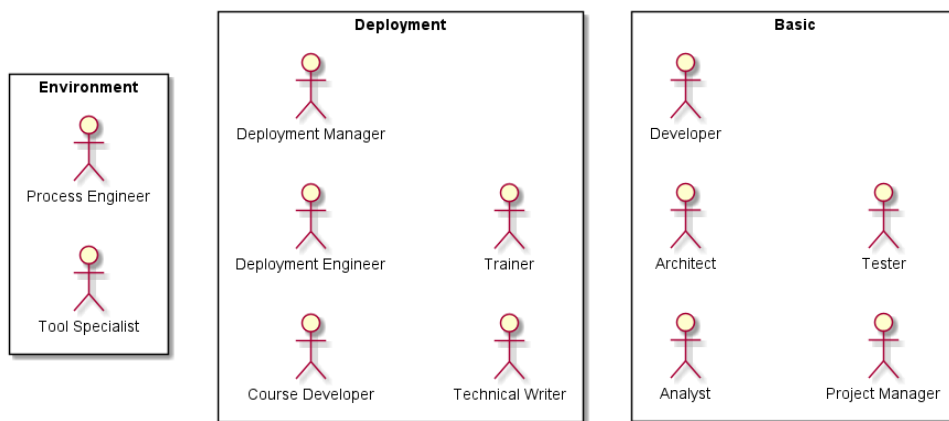 Environment
Process Engineer
Tool Specialist
Deployment
Deployment Manager
Deployment Engineer
Trainer
Course Developer
Technical Writer
Basic
Developer
Architect
Tester
Analyst
Project Manager